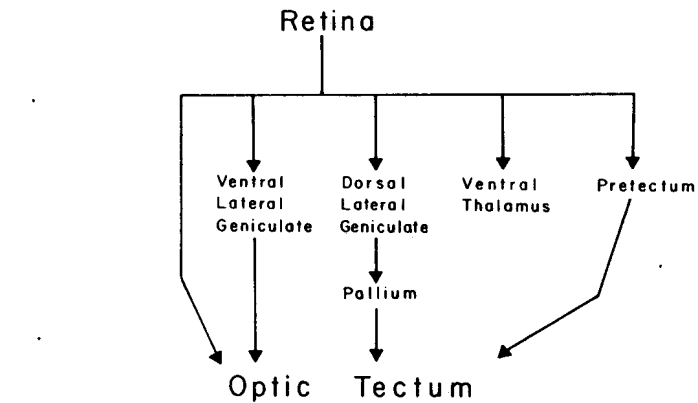 Retina
Ventral
Lateral
Geniculate
Dorsal
Lateral
Geniculate
Ventral
Thalamus
Pretectum
Pallium
Optic Tectum